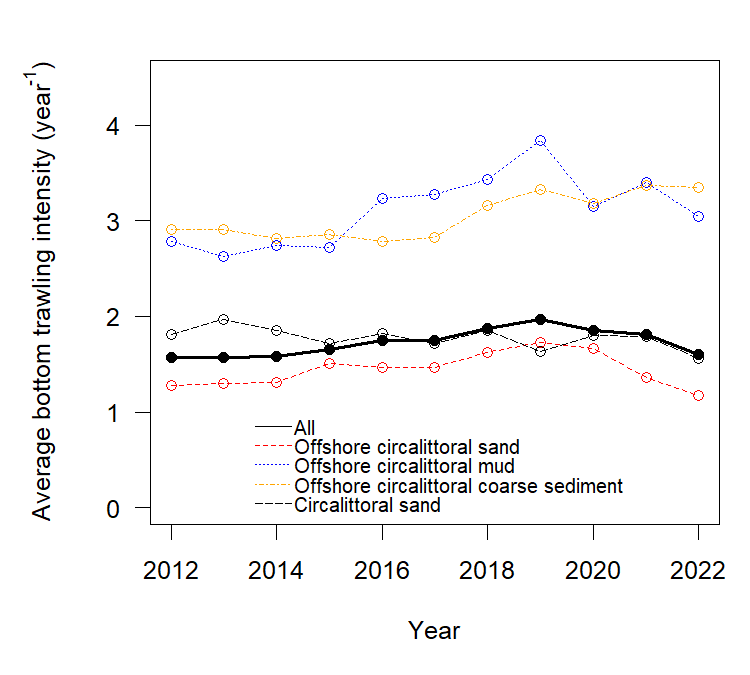 Average bottom trawling intensity (year⁻¹)
4
3
2
1
0
All
Offshore circalittoral sand
Offshore circalittoral mud
Offshore circalittoral coarse sediment
Circalittoral sand
2012 2014 2016 2018 2020 2022
Year